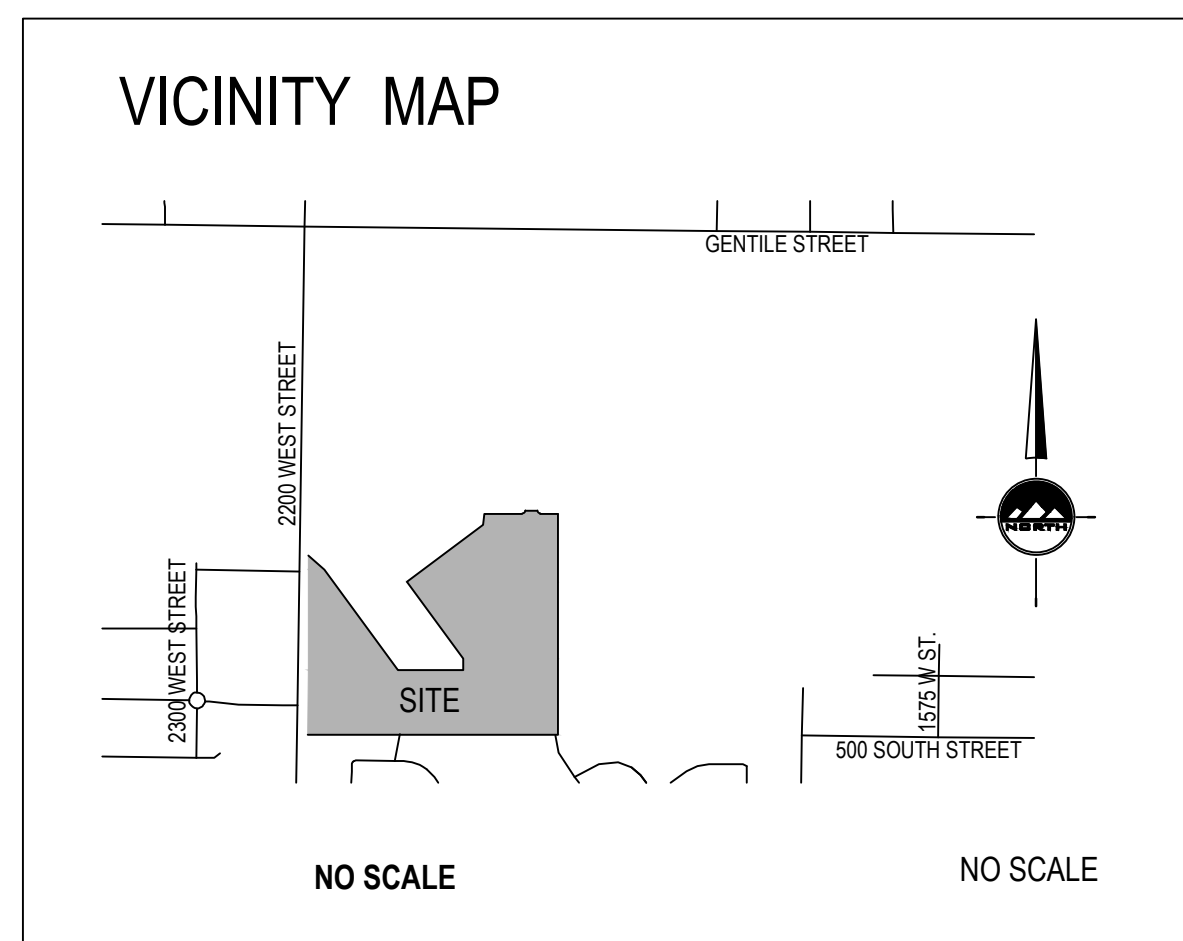 VICINITY MAP
GENTILE STREET
2200 WEST STREET
NORTH
2300 WEST STREET
1575 W ST.
SITE
500 SOUTH STREET
NO SCALE
NO SCALE